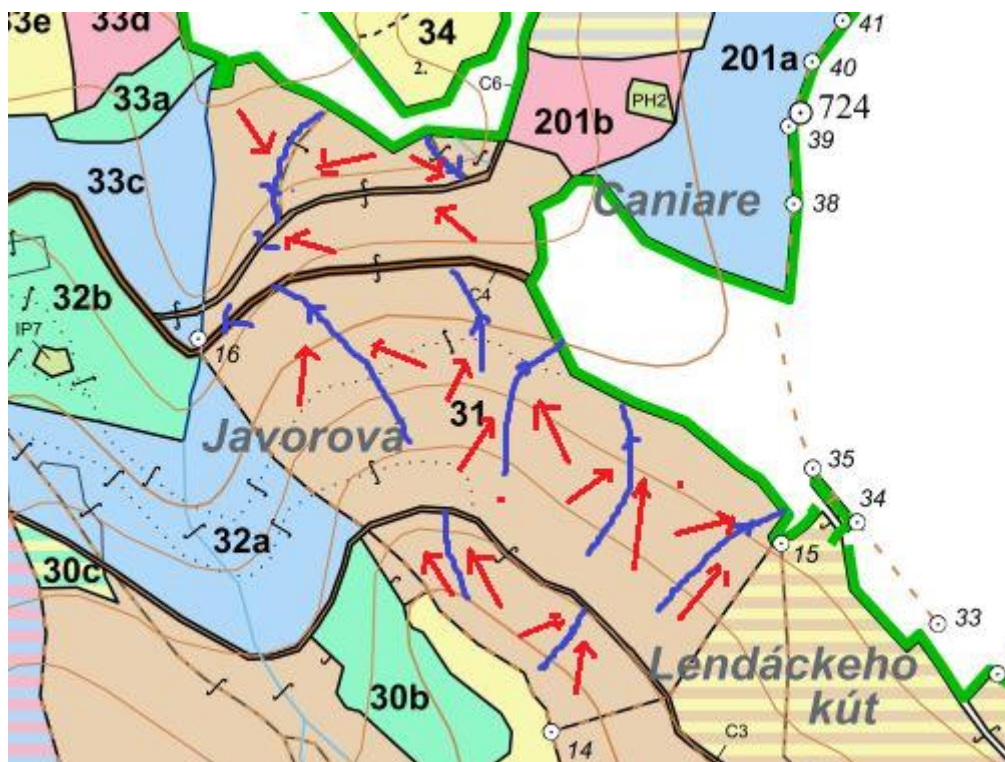 33e
33d
34
2.
41
201a
40
C6
PH2
724
33a
201b
39
33c
Caniare
38
32b
C4
IP7
16
31
Javorová
35
34
32a
15
30c
33
Lendáckeho
kút
30b
14
C3